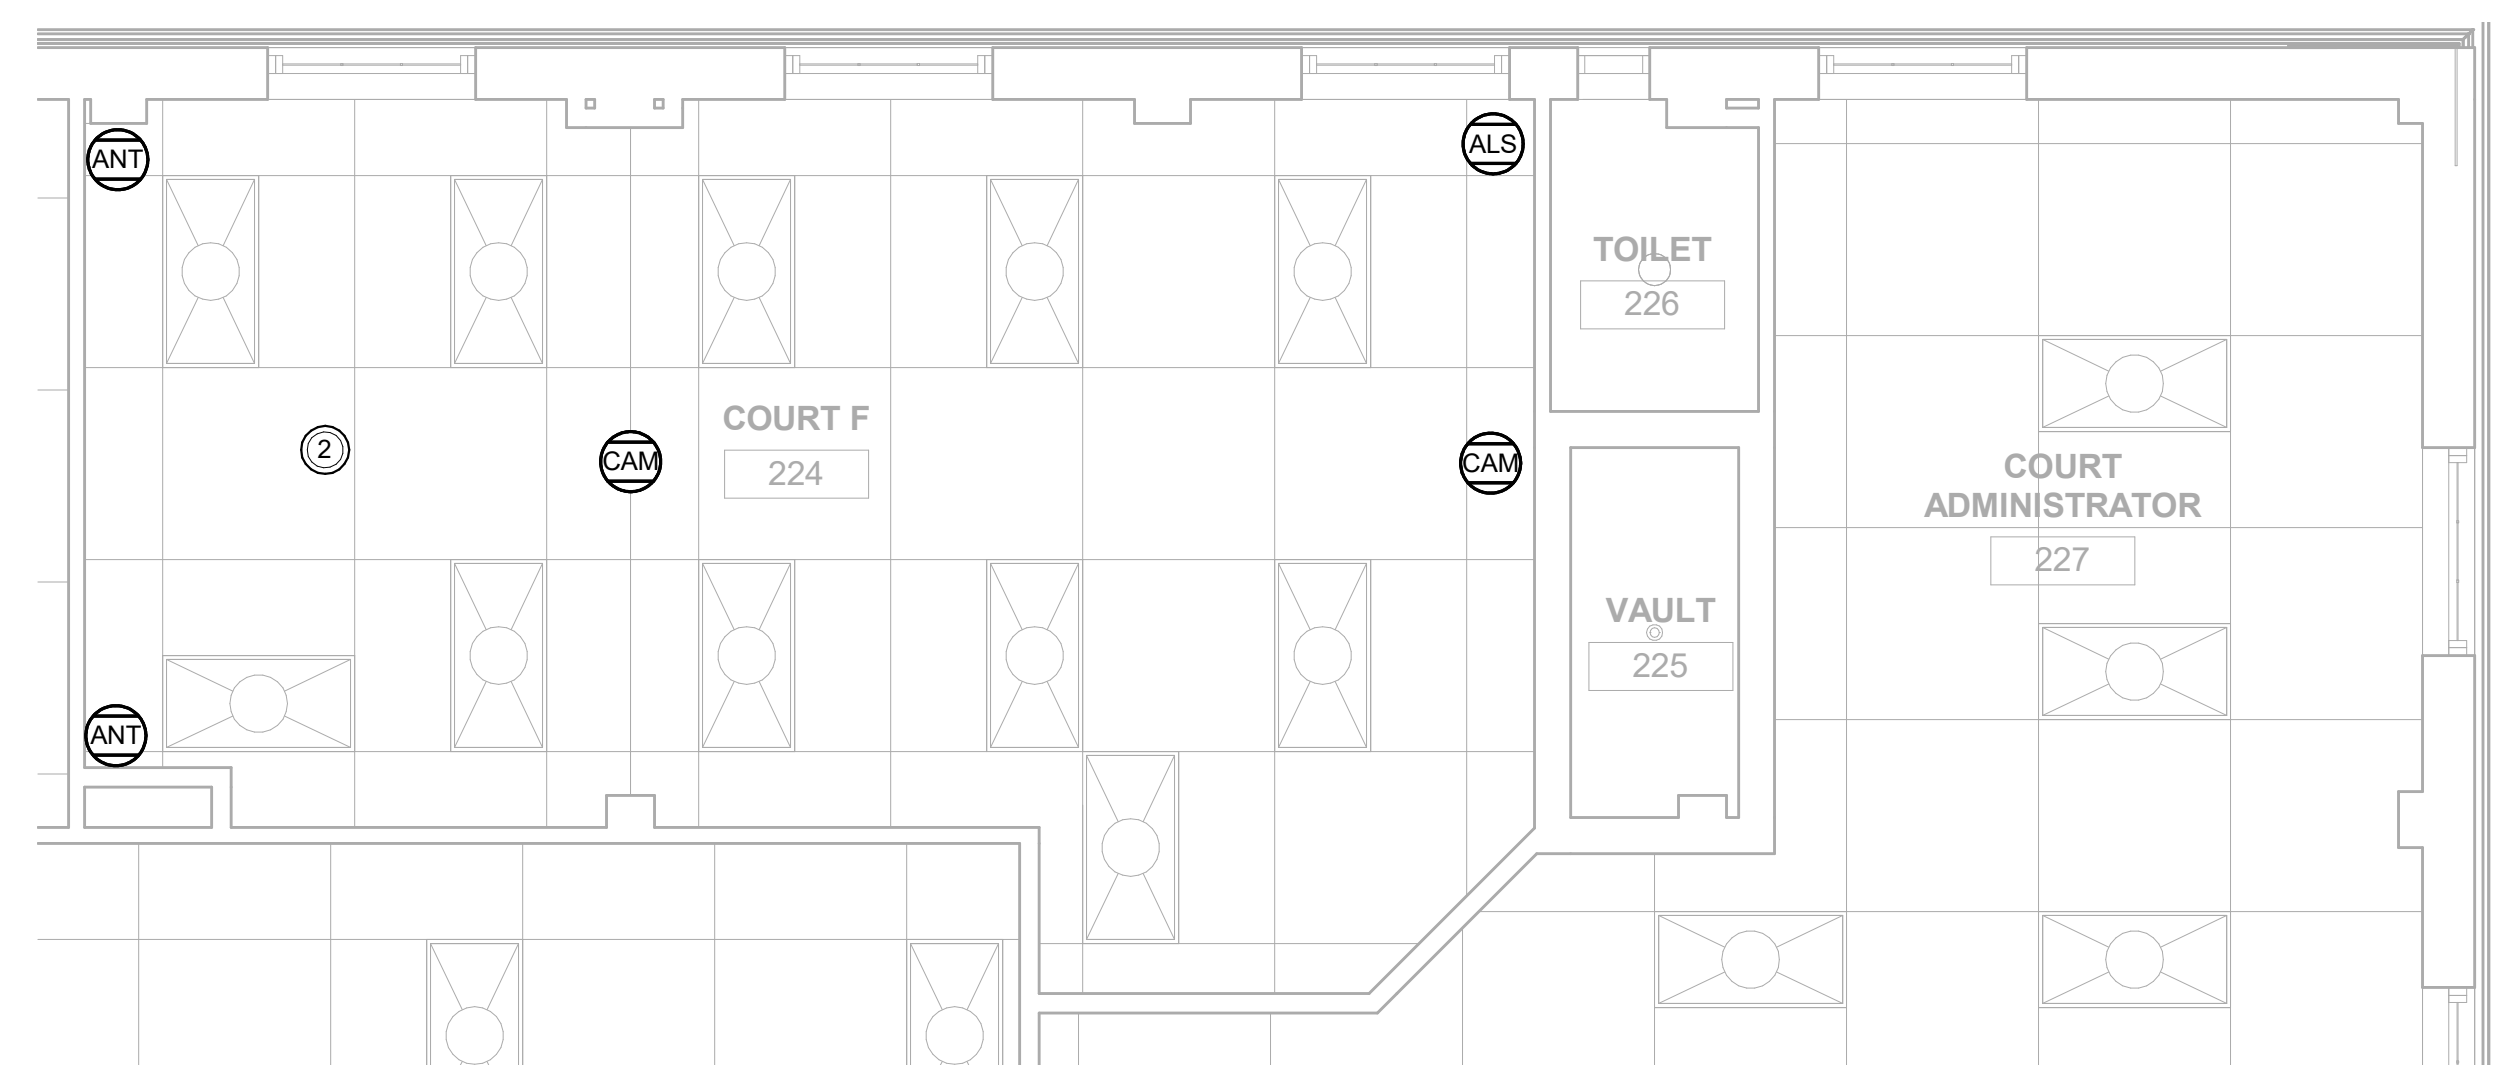 ANT
ALS
TOILET
226
COURT F
224
2
CAM
CAM
COURT
ADMINISTRATOR
227
VAULT
225
ANT